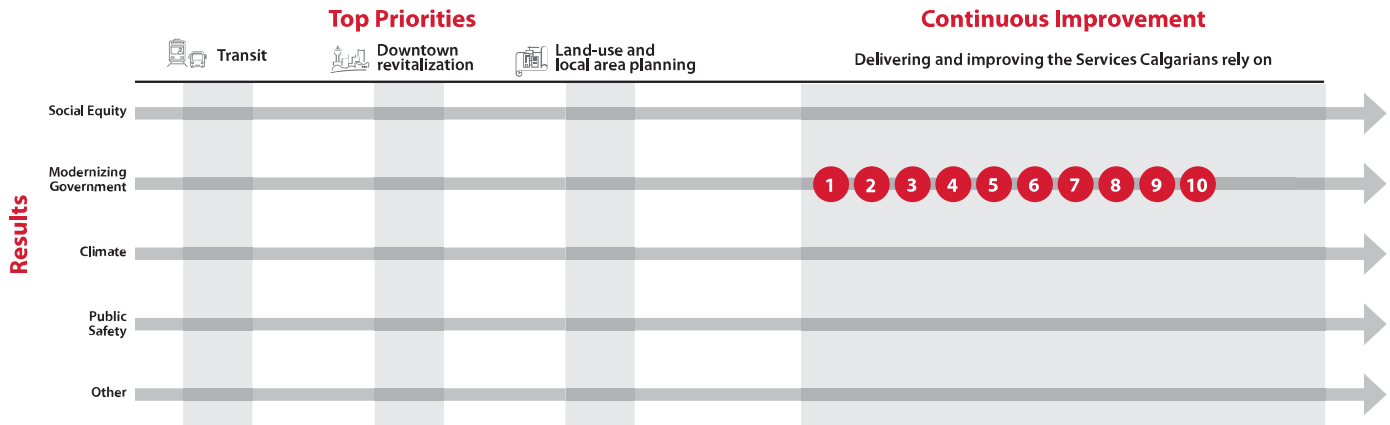 Top Priorities
Continuous Improvement
Transit
Downtown
revitalization
Land-use and
local area planning
Delivering and improving the Services Calgarians rely on
Results
Social Equity
Modernizing
Government
1 2 3 4 5 6 7 8 9 10
Climate
Public
Safety
Other